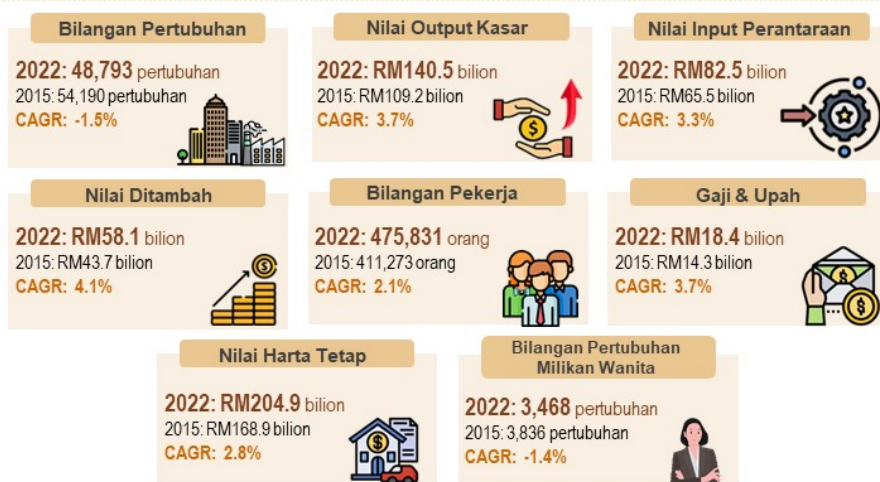 Bilangan Pertubuhan
2022: 48,793 pertubuhan
2015: 54,190 pertubuhan
CAGR: -1.5%
Nilai Output Kasar
2022: RM140.5 bilion
2015: RM109.2 bilion
CAGR: 3.7%
Nilai Input Perantaraan
2022: RM82.5 bilion
2015: RM65.5 bilion
CAGR: 3.3%
Nilai Ditambah
2022: RM58.1 bilion
2015: RM43.7 bilion
CAGR: 4.1%
Bilangan Pekerja
2022: 475,831 orang
2015: 411,273 orang
CAGR: 2.1%
Gaji & Upah
2022: RM18.4 bilion
2015: RM14.3 bilion
CAGR: 3.7%
Nilai Harta Tetap
2022: RM204.9 bilion
2015: RM168.9 bilion
CAGR: 2.8%
Bilangan Pertubuhan
Milikan Wanita
2022: 3,468 pertubuhan
2015: 3,836 pertubuhan
CAGR: -1.4%